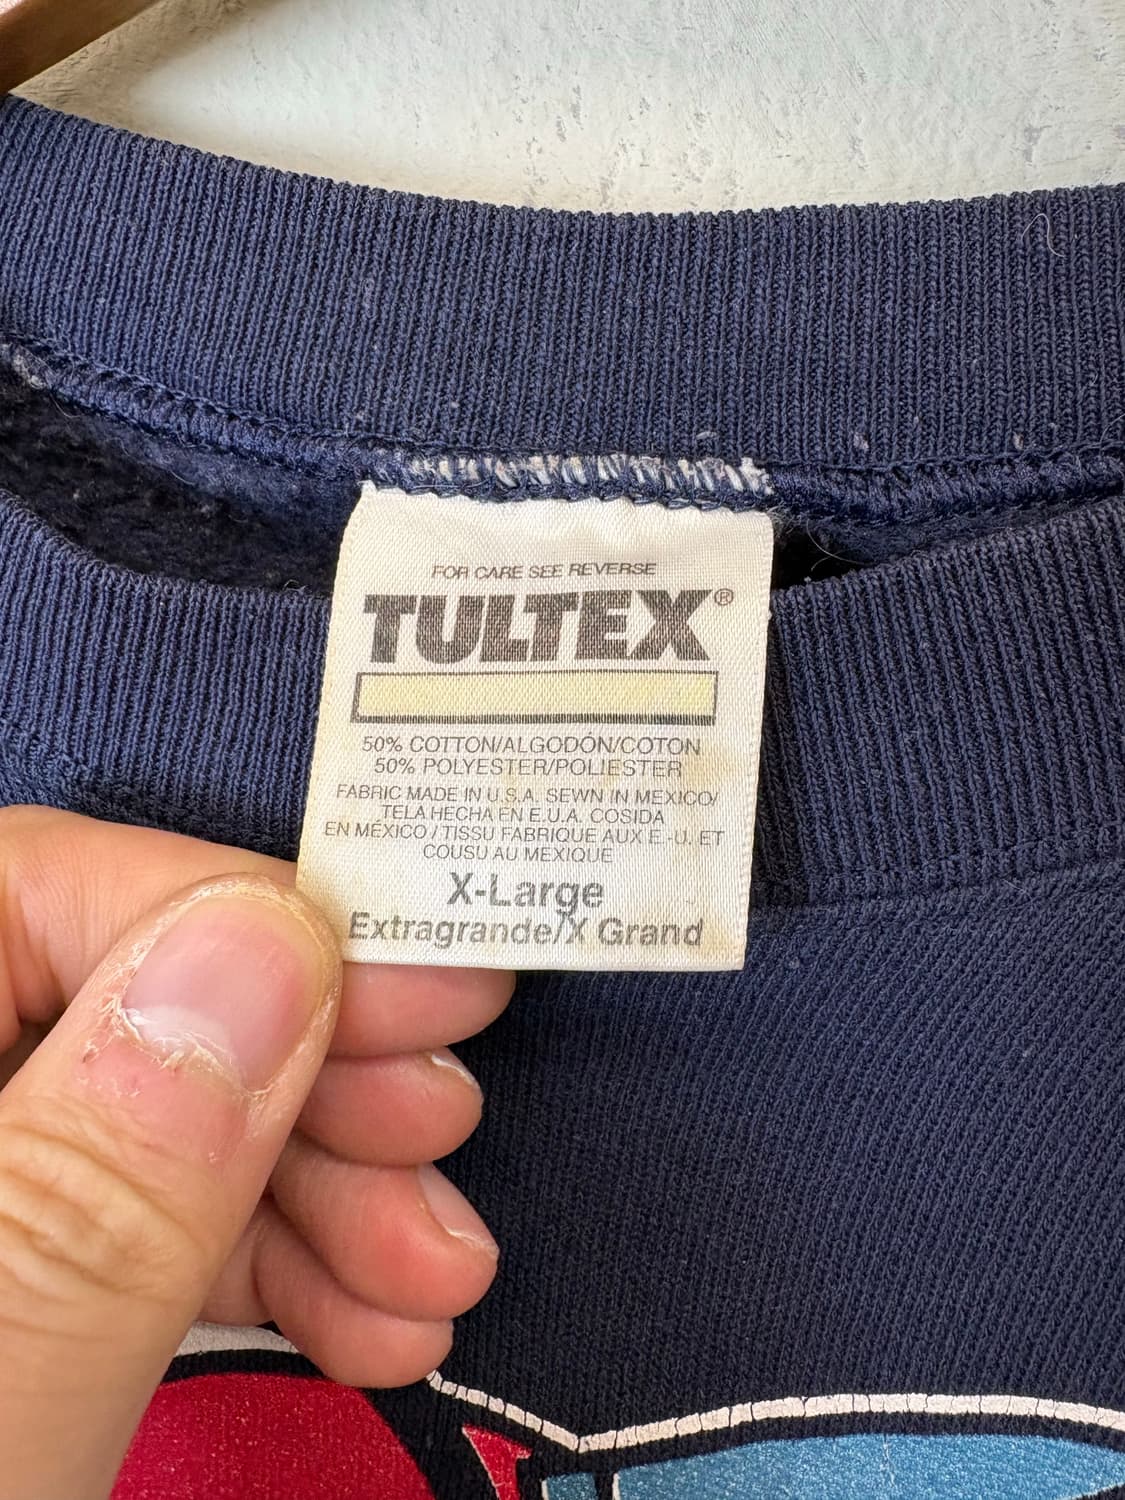 FOR CARE SEE REVERSE
TULTEX®
50% COTTON/ALGODÓN/COTON
50% POLYESTER/POLIESTER
FABRIC MADE IN U.S.A. SEWN IN MEXICO/
TELA HECHA EN E.U.A. COSIDA
EN MÉXICO / TISSU FABRIQUE AUX E.-U. ET
COUSU AU MEXIQUE
X-Large
Extragrande/X Grand